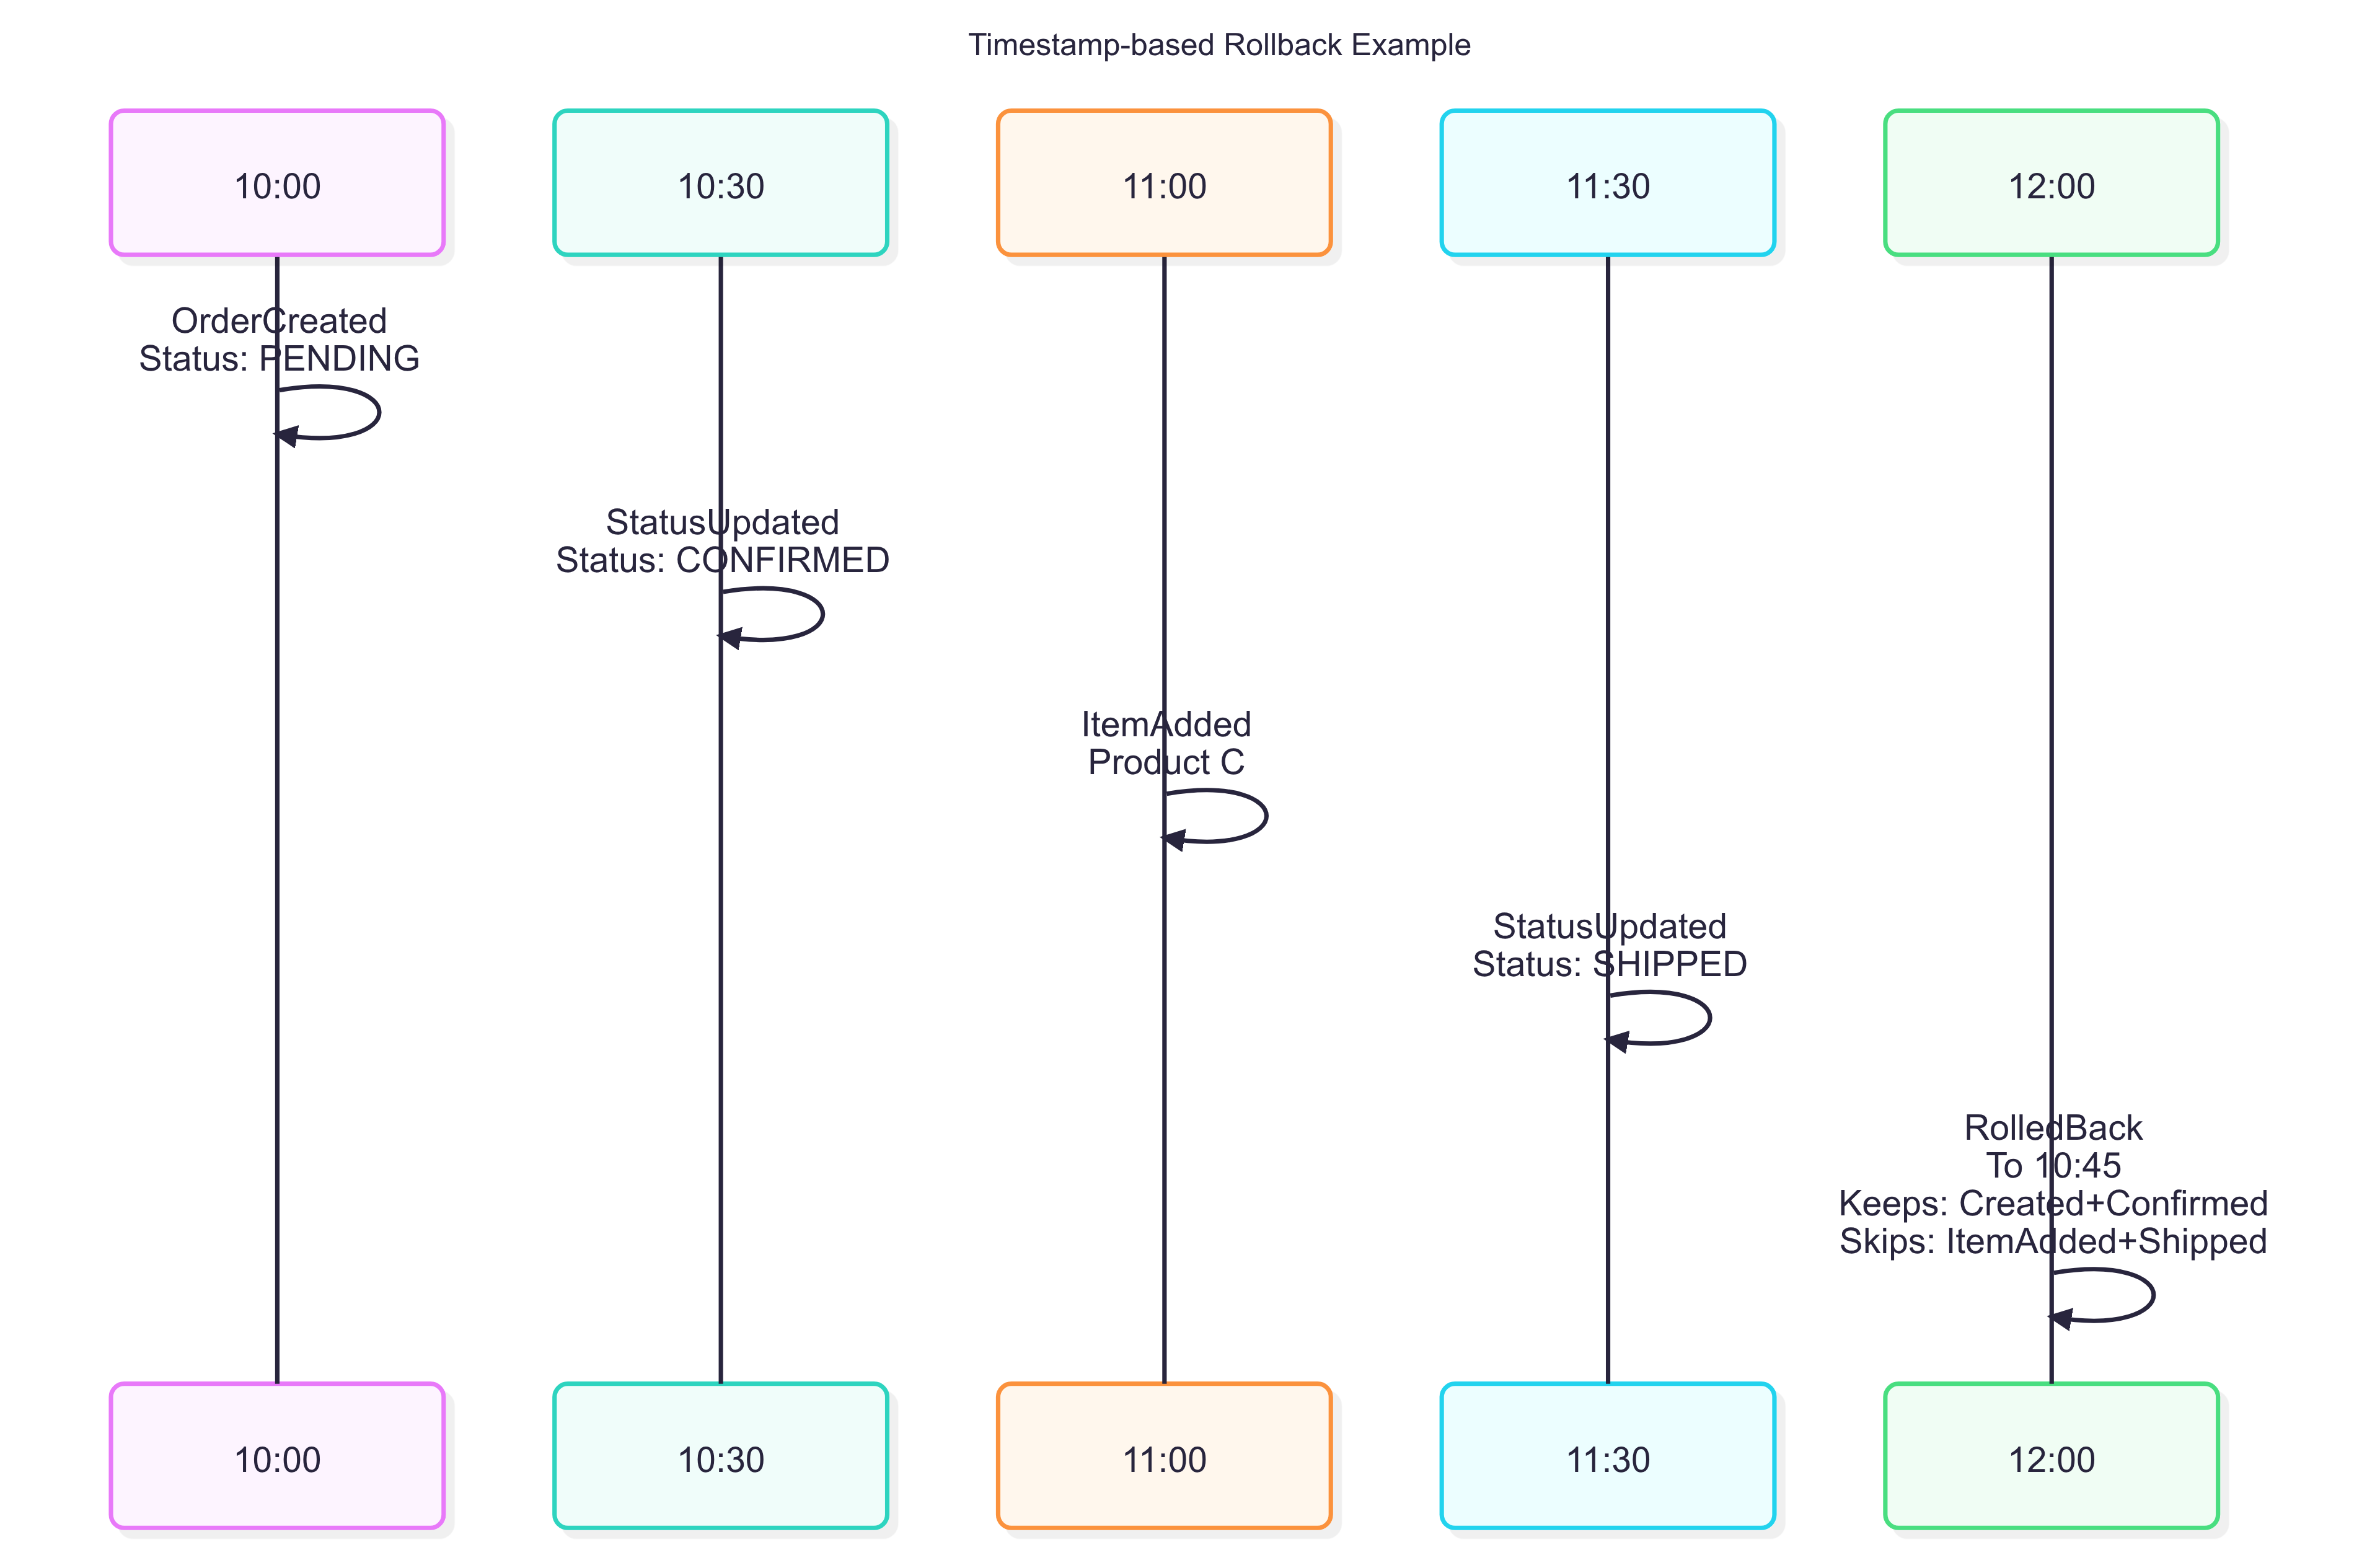 Timestamp-based Rollback Example
10:00
10:30
11:00
11:30
12:00
OrderCreated
Status: PENDING
StatusUpdated
Status: CONFIRMED
ItemAdded
Product C
StatusUpdated
Status: SHIPPED
RolledBack
To 10:45
Keeps: Created+Confirmed
Skips: ItemAdded+Shipped
10:00
10:30
11:00
11:30
12:00